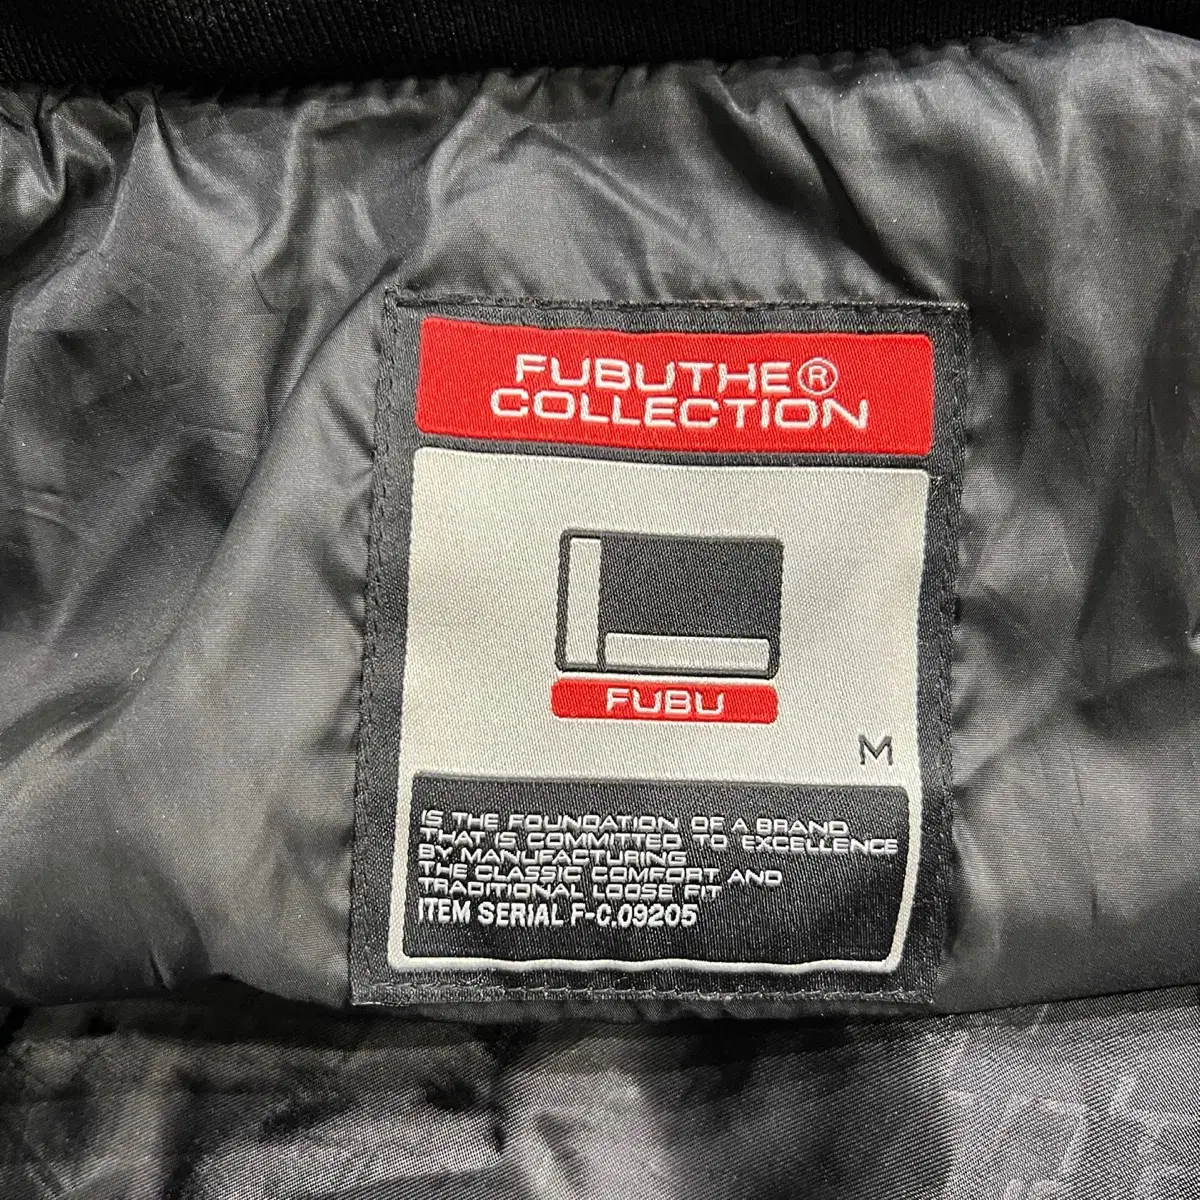 FUBUTHE®
COLLECTION
FUBU
M
IS THE FOUNDATION OF A BRAND
THAT IS COMMITTED TO EXCELLENCE
BY MANUFACTURING
THE CLASSIC COMFORT AND
TRADITIONAL LOOSE FIT
ITEM SERIAL F-C.09205